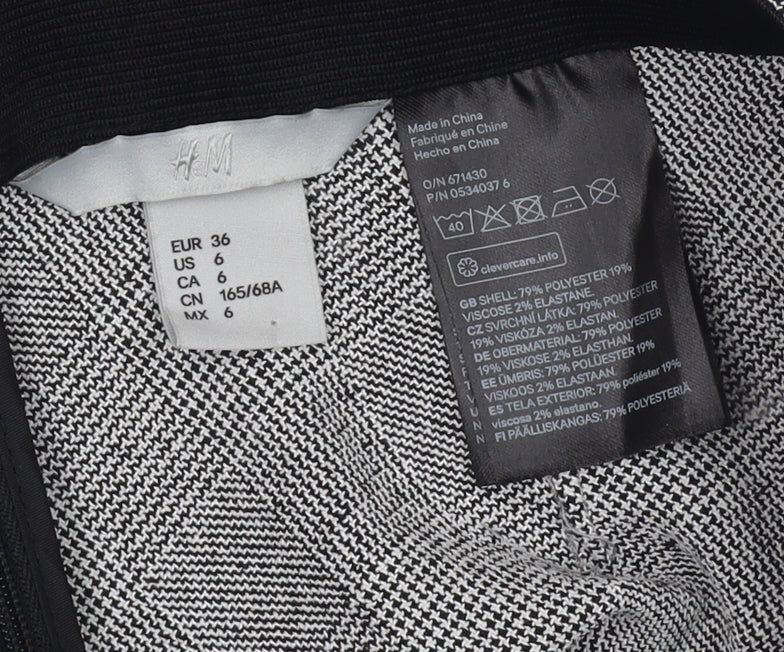 H&M
EUR 36
US 6
CA 6
CN 165/68A
MX 6
Made in China
Fabriqué en Chine
Hecho en China
O/N 671430
P/N 0534037 6
40
clevercare.info
GB SHELL: 79% POLYESTER 19%
VISCOSE 2% ELASTANE.
CZ SVRCHNÍ LÁTKA: 79% POLYESTER
19% VISKÓZA 2% ELASTAN.
DE OBERMATERIAL: 79% POLYESTER
19% VISKOSE 2% ELASTHAN.
EE ÜMBRIS: 79% POLÜESTER 19%
VISKOOS 2% ELASTAAN.
ES TELA EXTERIOR: 79% poliéster 19%
viscosa 2% elastano.
FI PÄÄLLISKANGAS: 79% POLYESTERIÄ